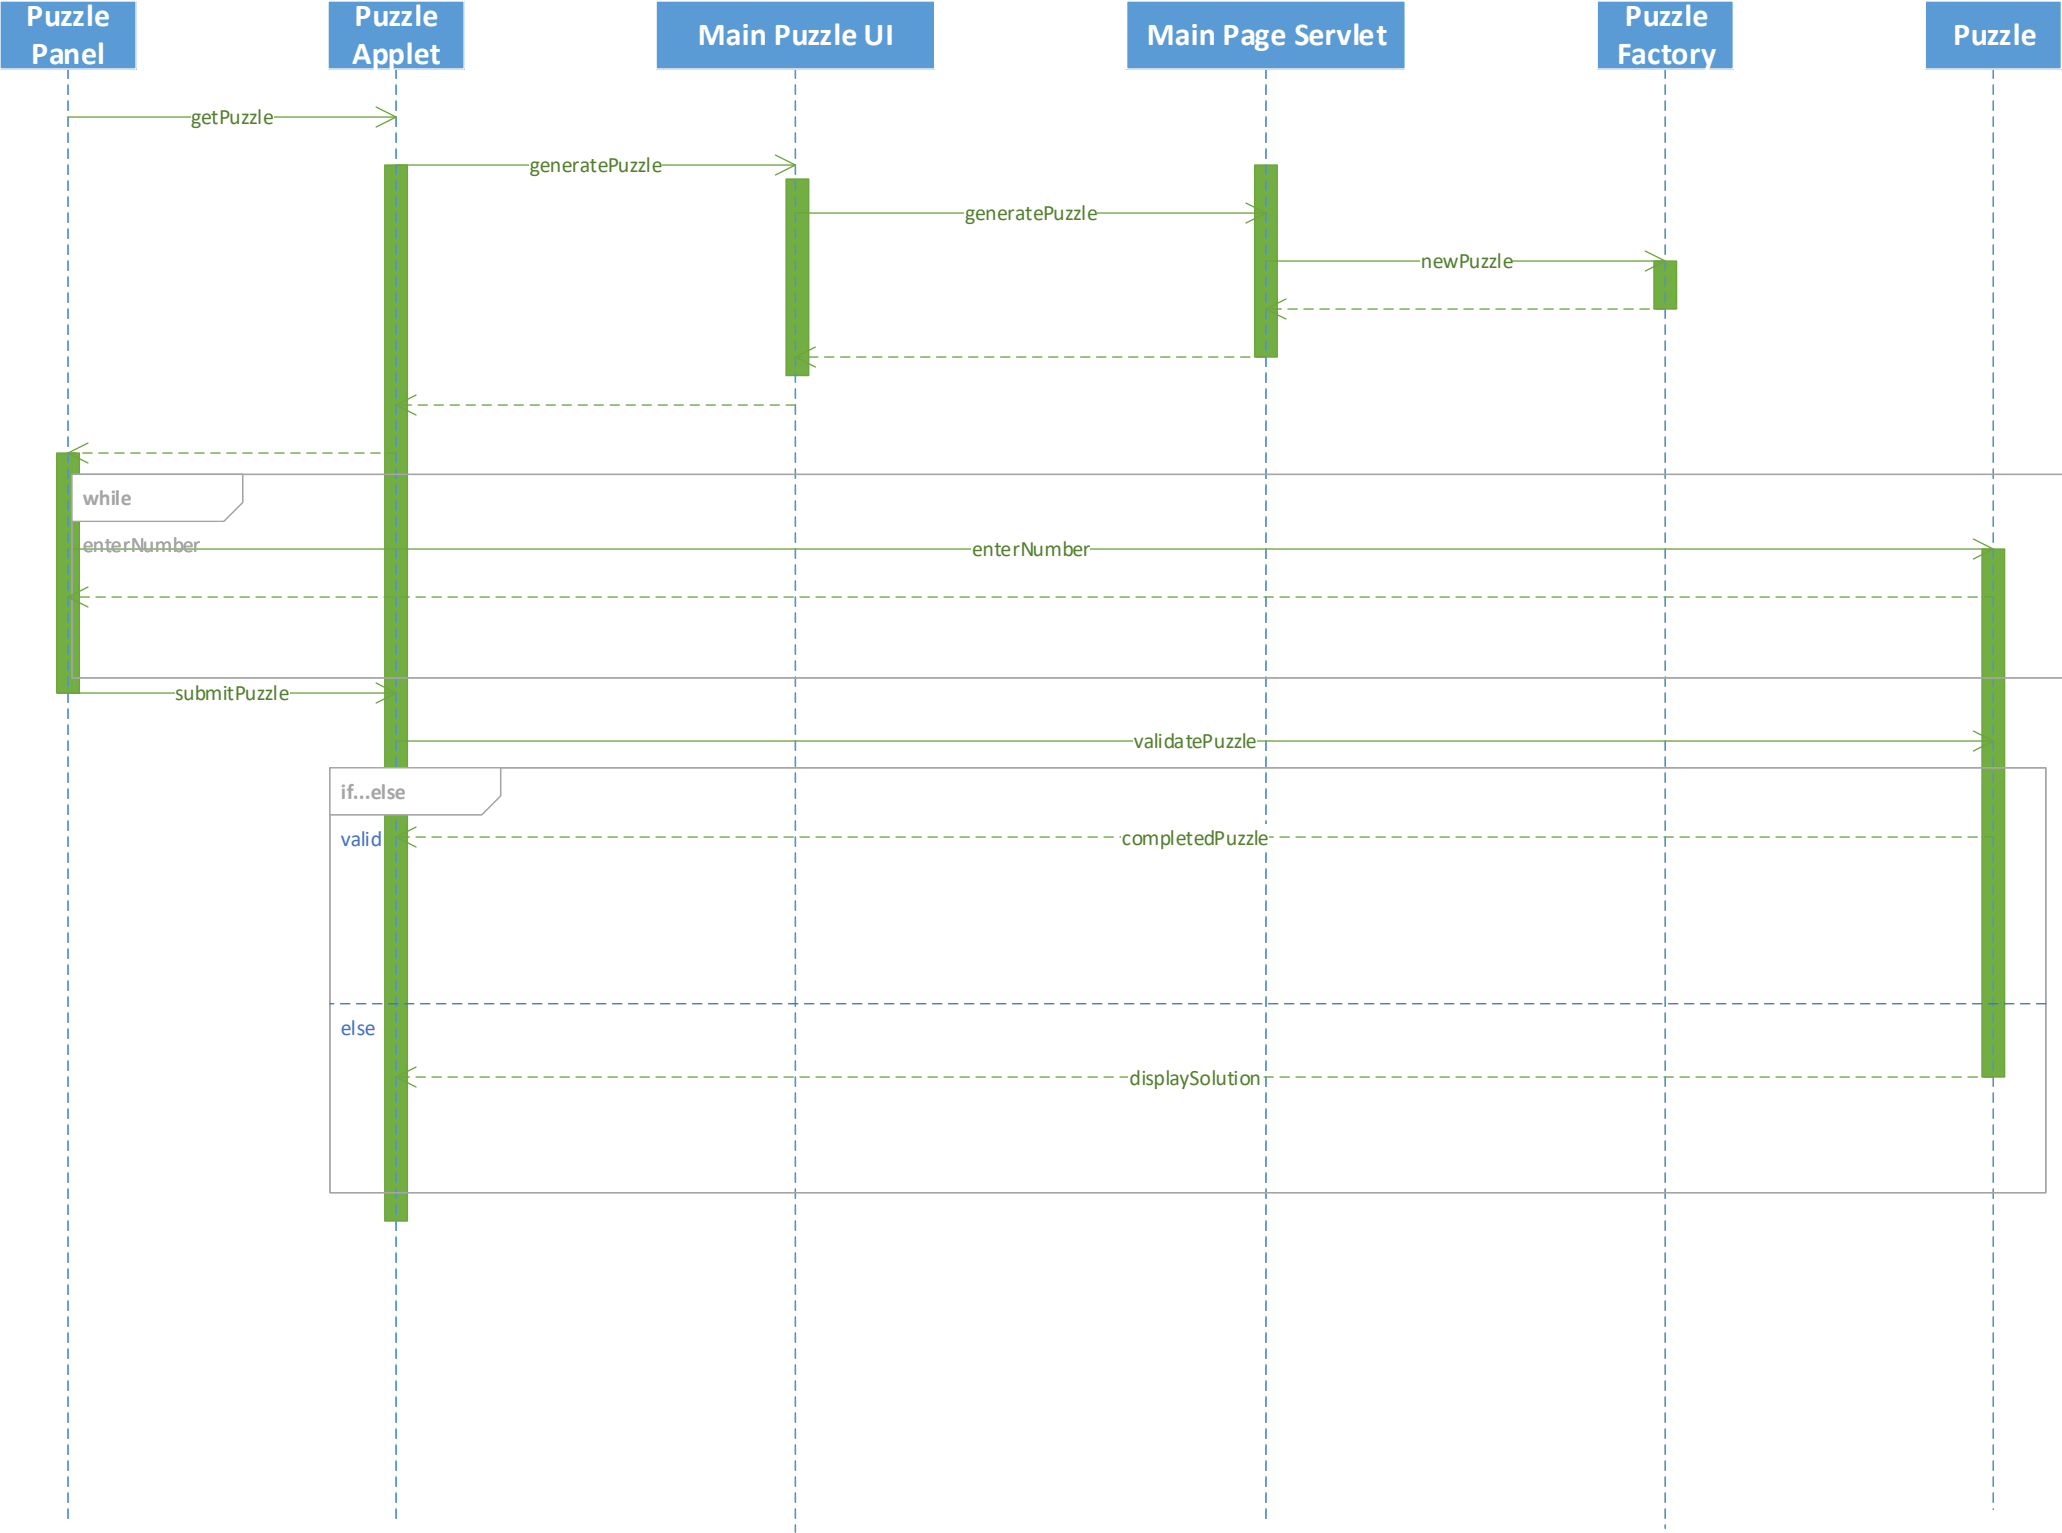 Puzzle
Panel
Puzzle
Applet
Main Puzzle UI
Main Page Servlet
Puzzle
Factory
Puzzle
getPuzzle
generatePuzzle
generatePuzzle
newPuzzle
while
enterNumber
enterNumber
submitPuzzle
validatePuzzle
if...else
valid
completedPuzzle
else
displaySolution